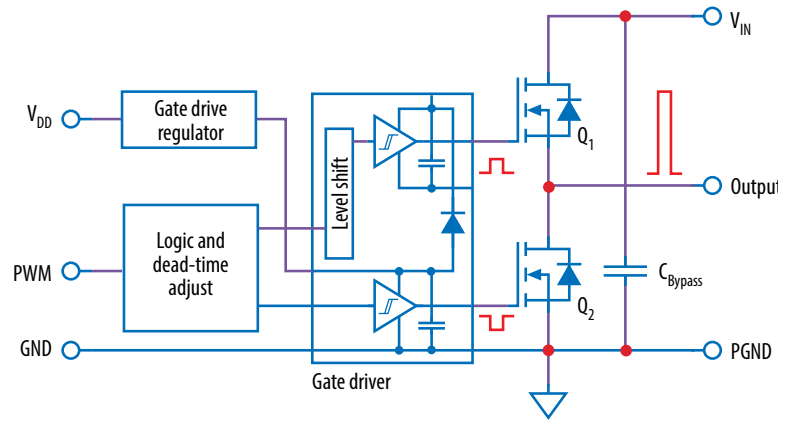 V_IN
V_DD
Gate drive
regulator
Level shift
Q_1
Output
Logic and
dead-time
adjust
PWM
C_Bypass
Q_2
GND
PGND
Gate driver